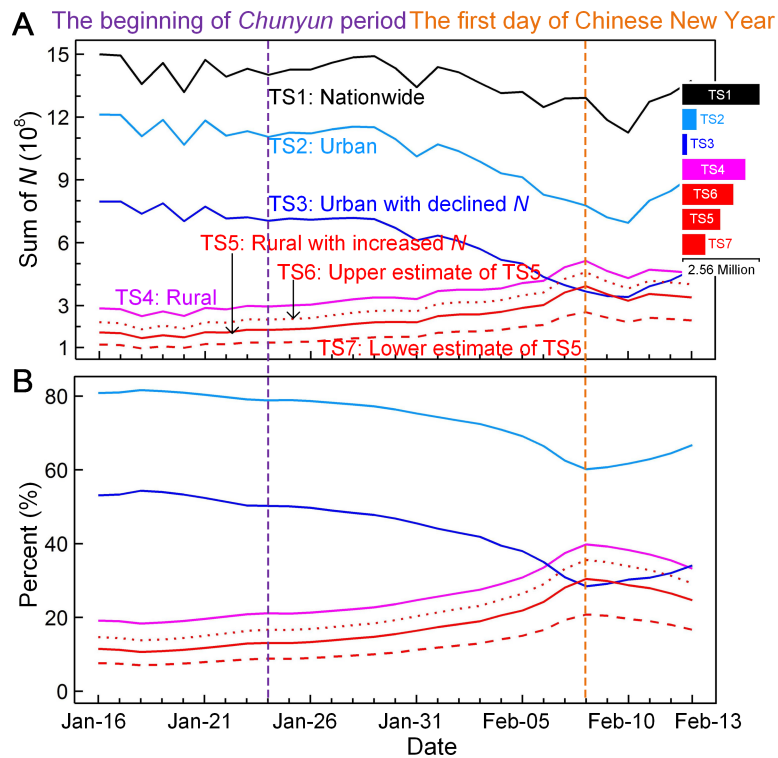 The beginning of Chunyun period
The first day of Chinese New Year
A
Sum of N (10⁸)
15
12
9
6
3
1
TS1: Nationwide
TS2: Urban
TS3: Urban with declined N
TS5: Rural with increased N
TS6: Upper estimate of TS5
TS4: Rural
TS7: Lower estimate of TS5
TS1
TS2
TS3
TS4
TS6
TS5
TS7
2.56 Million
B
Percent (%)
80
60
40
20
0
Jan-16
Jan-21
Jan-26
Jan-31
Feb-05
Feb-10
Feb-13
Date